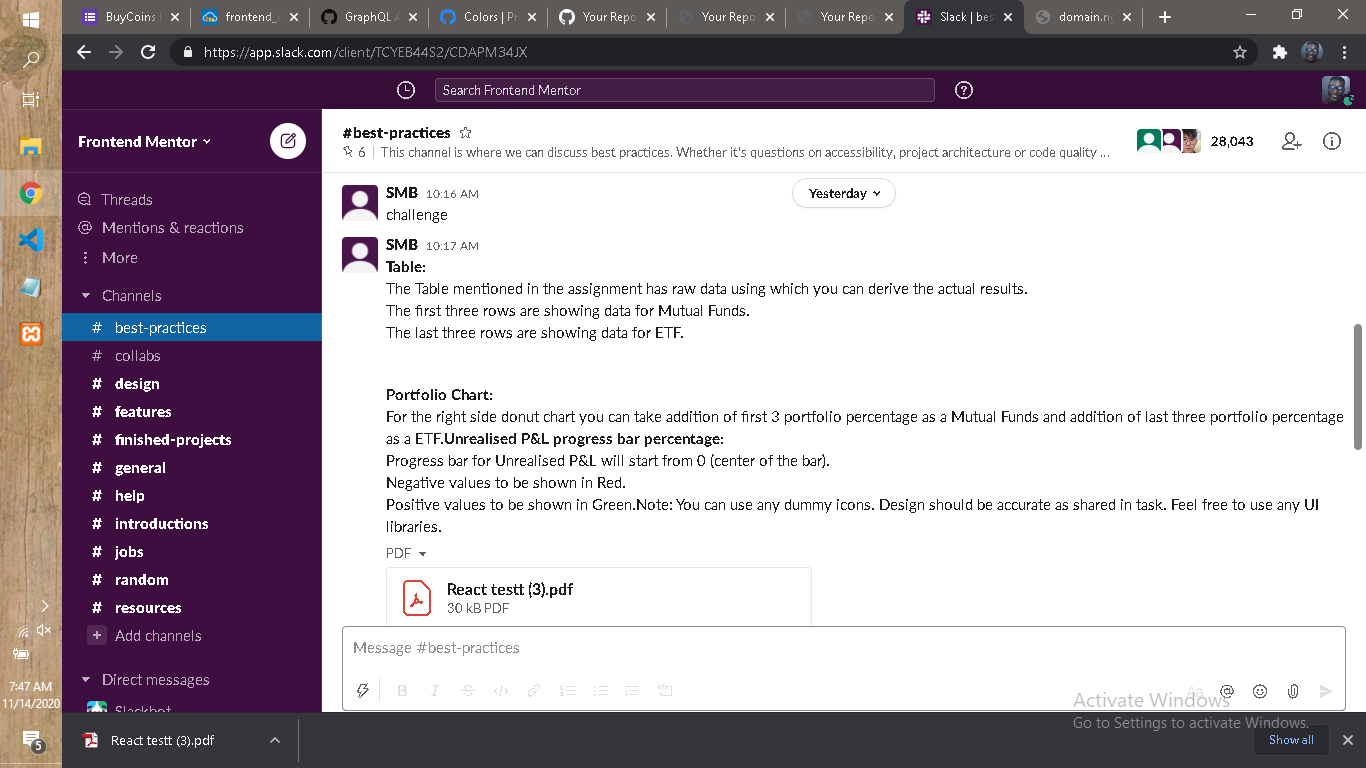 BuyCoins
frontend_
GraphQL
Colors | P
Your Repo
Your Repo
Your Repo
Slack | bes
domain.n
https://app.slack.com/client/TCYEB44S2/CDAPM34JX
Search Frontend Mentor
Frontend Mentor
Threads
Mentions & reactions
More
Channels
# best-practices
# collabs
# design
# features
# finished-projects
# general
# help
# introductions
# jobs
# random
# resources
+ Add channels
Direct messages
Slackbot
#best-practices
6 | This channel is where we can discuss best practices. Whether it's questions on accessibility, project architecture or code quality ...
28,043
Yesterday
SMB 10:16 AM
challenge
SMB 10:17 AM
Table:
The Table mentioned in the assignment has raw data using which you can derive the actual results.
The first three rows are showing data for Mutual Funds.
The last three rows are showing data for ETF.
Portfolio Chart:
For the right side donut chart you can take addition of first 3 portfolio percentage as a Mutual Funds and addition of last three portfolio percentage
as a ETF.Unrealised P&L progress bar percentage:
Progress bar for Unrealised P&L will start from 0 (center of the bar).
Negative values to be shown in Red.
Positive values to be shown in Green.Note: You can use any dummy icons. Design should be accurate as shared in task. Feel free to use any UI
libraries.
PDF
React testt (3).pdf
30 kB PDF
Message #best-practices
B I S </>
Aa @
Activate Windows
Go to Settings to activate Windows.
7:47 AM
11/14/2020
5
React testt (3).pdf
Show all